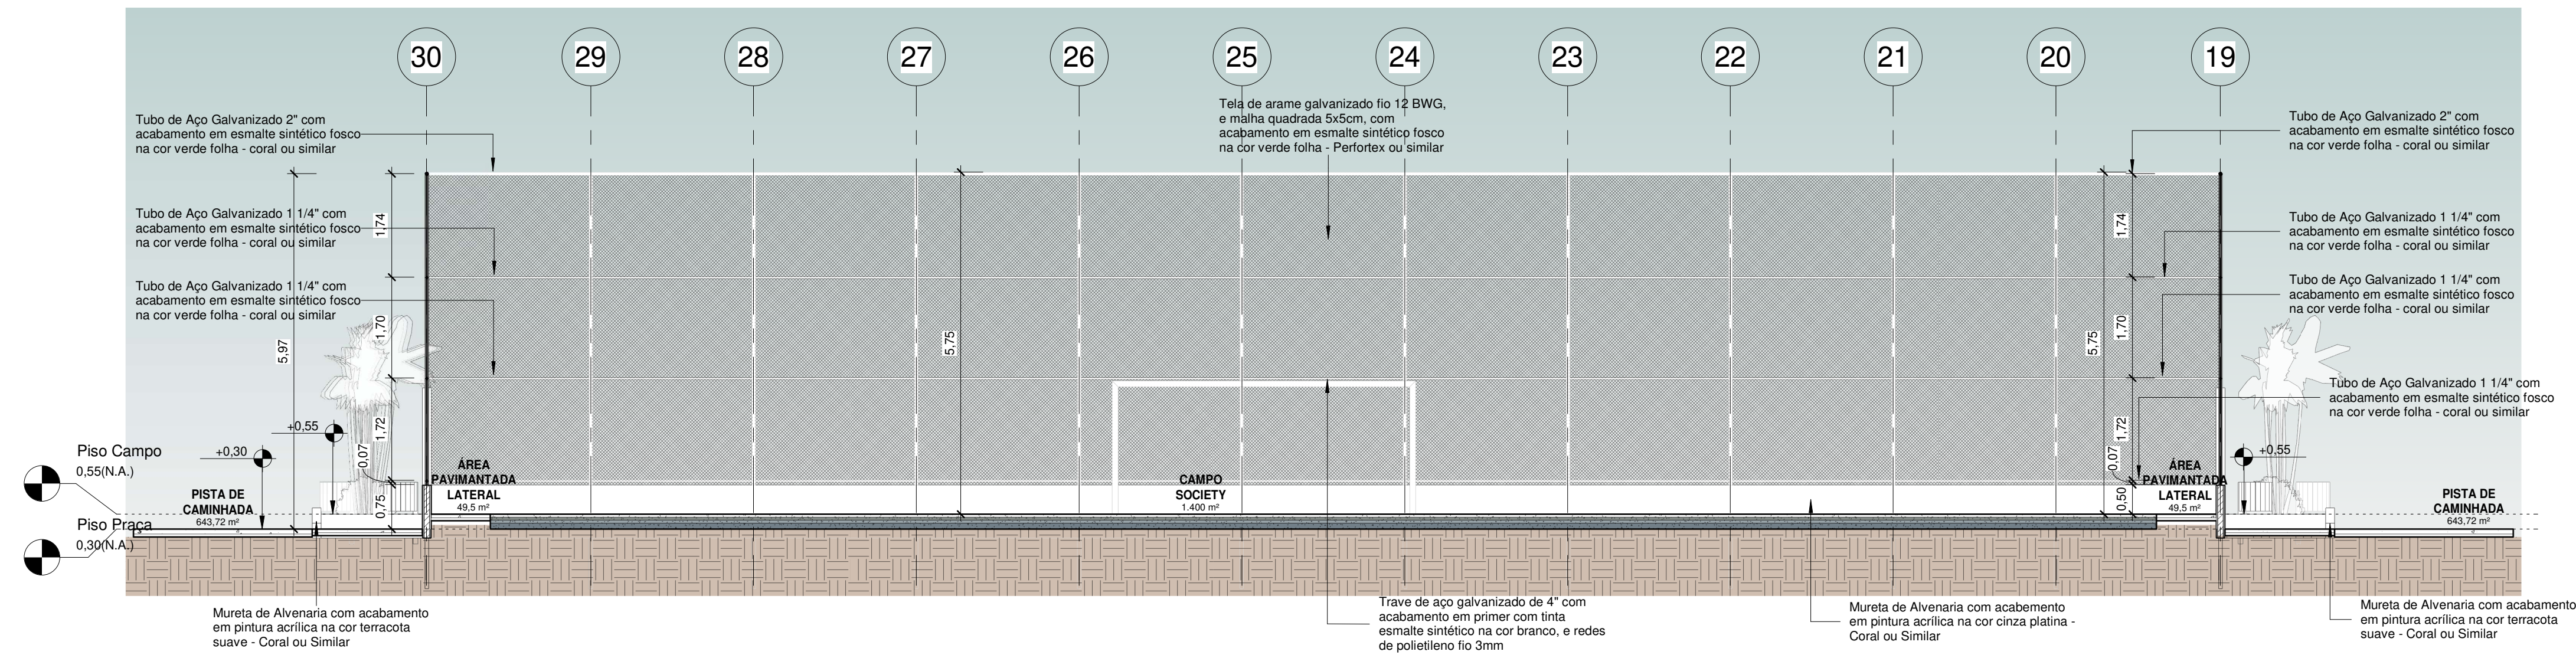 30
29
28
27
26
25
24
23
22
21
20
19
Tubo de Aço Galvanizado 2" com
acabamento em esmalte sintético fosco
na cor verde folha - coral ou similar
Tela de arame galvanizado fio 12 BWG,
e malha quadrada 5x5cm, com
acabamento em esmalte sintético fosco
na cor verde folha - Perfortex ou similar
Tubo de Aço Galvanizado 2" com
acabamento em esmalte sintético fosco
na cor verde folha - coral ou similar
Tubo de Aço Galvanizado 1 1/4" com
acabamento em esmalte sintético fosco
na cor verde folha - coral ou similar
1,74
1,74
Tubo de Aço Galvanizado 1 1/4" com
acabamento em esmalte sintético fosco
na cor verde folha - coral ou similar
Tubo de Aço Galvanizado 1 1/4" com
acabamento em esmalte sintético fosco
na cor verde folha - coral ou similar
Tubo de Aço Galvanizado 1 1/4" com
acabamento em esmalte sintético fosco
na cor verde folha - coral ou similar
5,97
1,70
5,75
5,75
1,70
Tubo de Aço Galvanizado 1 1/4" com
acabamento em esmalte sintético fosco
na cor verde folha - coral ou similar
+0,55
1,72
1,72
Piso Campo
0,55(N.A.)
+0,30
0,07
0,07
+0,55
PISTA DE
CAMINHADA
643,72 m²
0,75
ÁREA
PAVIMANTADA
LATERAL
49,5 m²
CAMPO
SOCIETY
1.400 m²
0,50
ÁREA
PAVIMANTADA
LATERAL
49,5 m²
PISTA DE
CAMINHADA
643,72 m²
Piso Praça
0,30(N.A.)
Mureta de Alvenaria com acabamento
em pintura acrílica na cor terracota
suave - Coral ou Similar
Trave de aço galvanizado de 4" com
acabamento em primer com tinta
esmalte sintético na cor branco, e redes
de polietileno fio 3mm
Mureta de Alvenaria com acabemento
em pintura acrílica na cor cinza platina -
Coral ou Similar
Mureta de Alvenaria com acabamento
em pintura acrílica na cor terracota
suave - Coral ou Similar